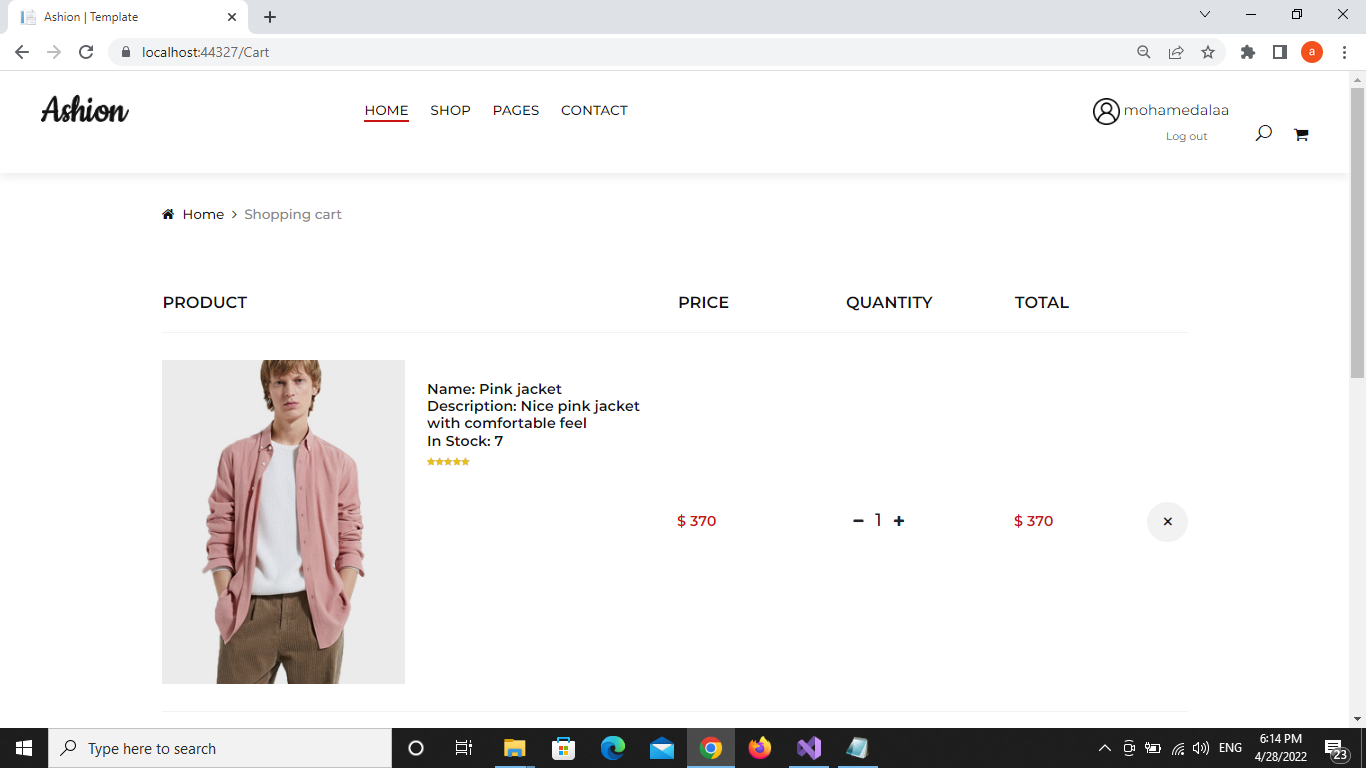 Ashion | Template
localhost:44327/Cart
a
Ashion
HOME SHOP PAGES CONTACT
mohamedalaa
Log out
Home > Shopping cart
PRODUCT PRICE QUANTITY TOTAL
Name: Pink jacket
Description: Nice pink jacket
with comfortable feel
In Stock: 7
$ 370 − 1 + $ 370 ×
Type here to search
ENG
6:14 PM
4/28/2022
23